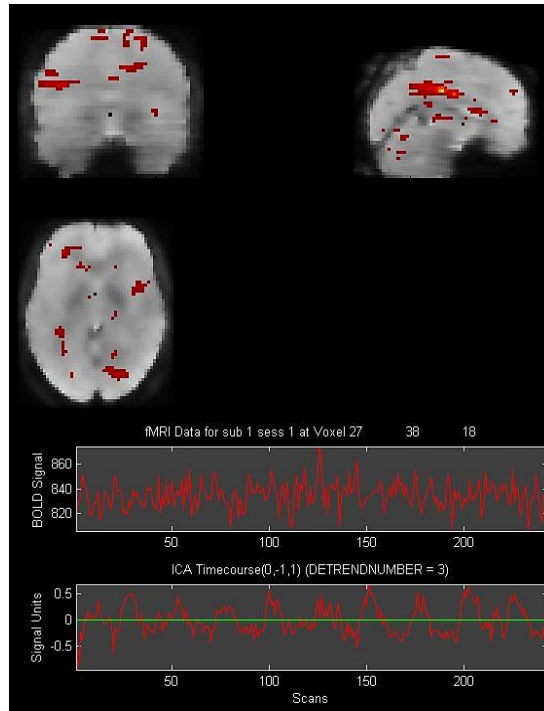 fMRI Data for sub 1 sess 1 at Voxel 27 38 18
BOLD Signal
860
840
820
50 100 150 200
ICA Timecourse(0,-1,1) (DETRENDNUMBER = 3)
Signal Units
0.5
0
-0.5
50 100 150 200
Scans